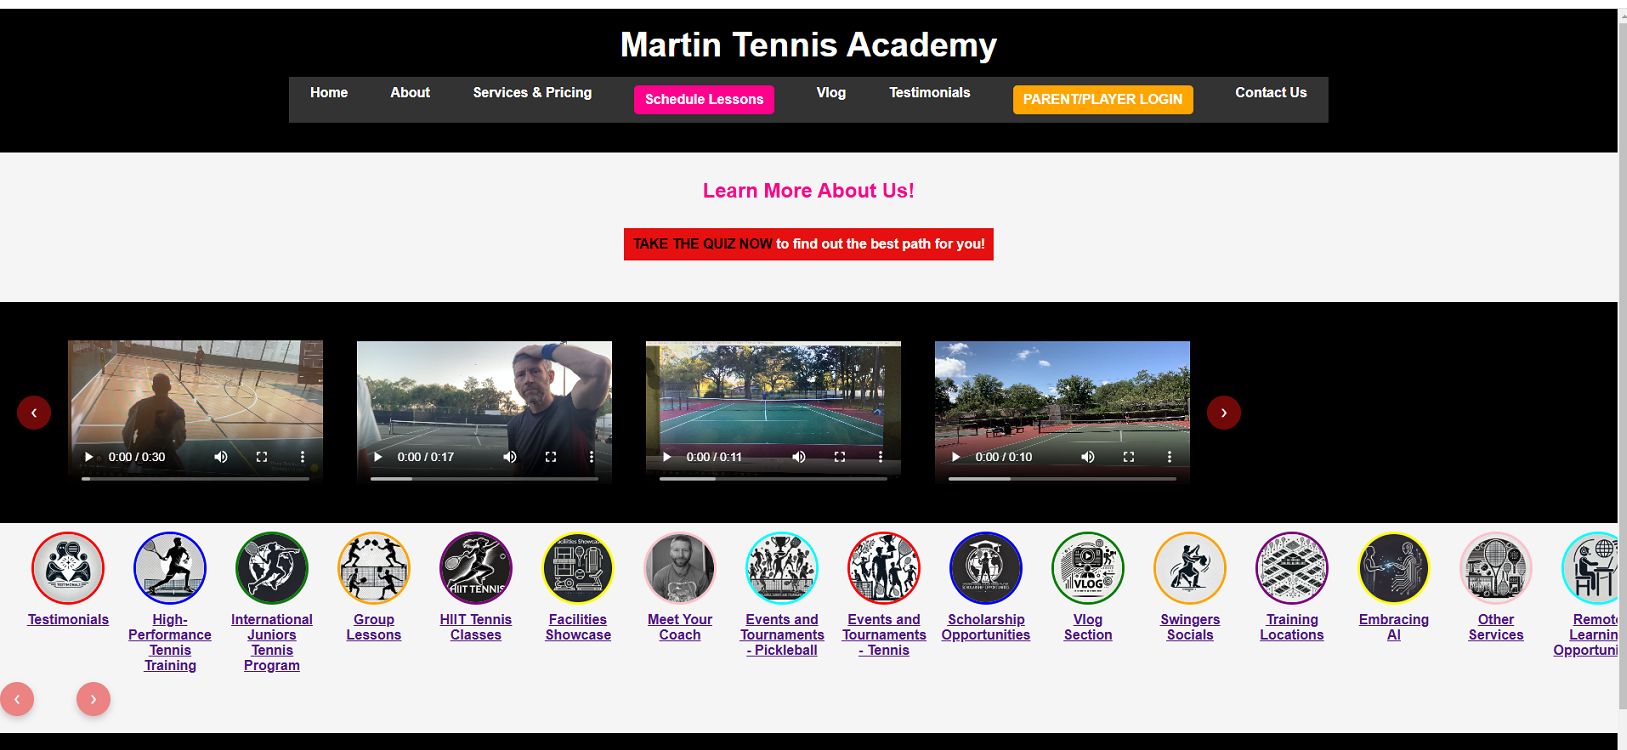 Martin Tennis Academy
Home About Services & Pricing Schedule Lessons Vlog Testimonials PARENT/PLAYER LOGIN Contact Us
Learn More About Us!
TAKE THE QUIZ NOW to find out the best path for you!
0:00 / 0:30
0:00 / 0:17
0:00 / 0:11
0:00 / 0:10
HIIT TENNIS
Facilities Showcase
VLOG
Testimonials
High-
Performance
Tennis
Training
International
Juniors
Tennis
Program
Group
Lessons
HIIT Tennis
Classes
Facilities
Showcase
Meet Your
Coach
Events and
Tournaments
- Pickleball
Events and
Tournaments
- Tennis
Scholarship
Opportunities
Vlog
Section
Swingers
Socials
Training
Locations
Embracing
AI
Other
Services
Remote
Learnin
Opportuni